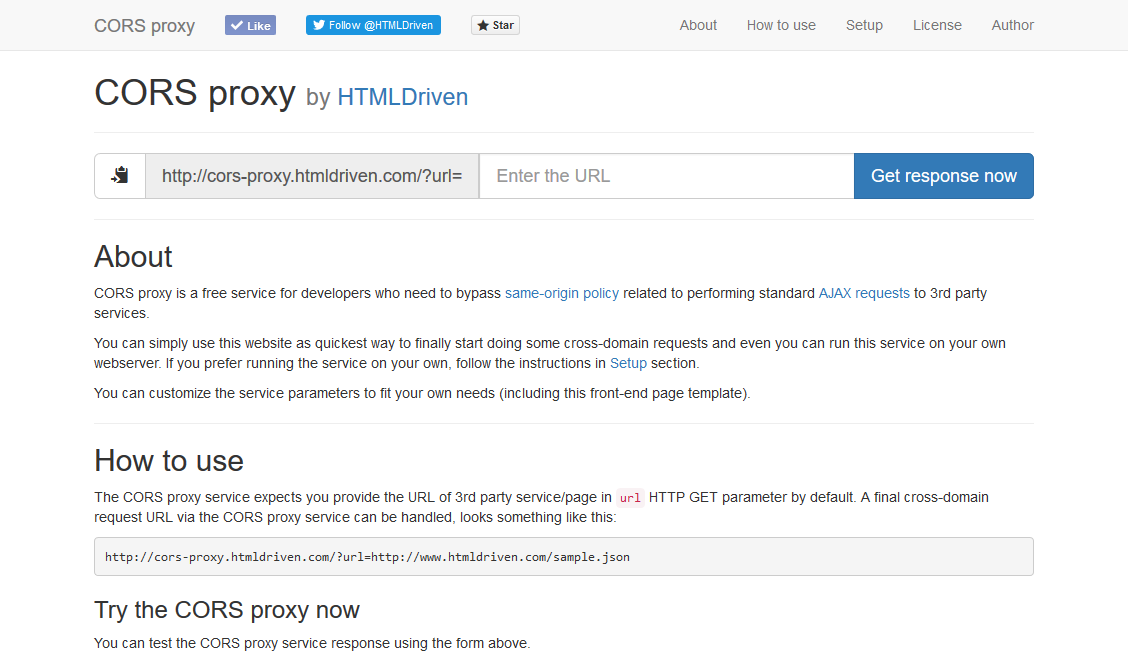 CORS proxy Like Follow @HTMLDriven Star About How to use Setup License Author
CORS proxy by HTMLDriven
http://cors-proxy.htmldriven.com/?url= Enter the URL Get response now
About
CORS proxy is a free service for developers who need to bypass same-origin policy related to performing standard AJAX requests to 3rd party
services.
You can simply use this website as quickest way to finally start doing some cross-domain requests and even you can run this service on your own
webserver. If you prefer running the service on your own, follow the instructions in Setup section.
You can customize the service parameters to fit your own needs (including this front-end page template).
How to use
The CORS proxy service expects you provide the URL of 3rd party service/page in url HTTP GET parameter by default. A final cross-domain
request URL via the CORS proxy service can be handled, looks something like this:
http://cors-proxy.htmldriven.com/?url=http://www.htmldriven.com/sample.json
Try the CORS proxy now
You can test the CORS proxy service response using the form above.